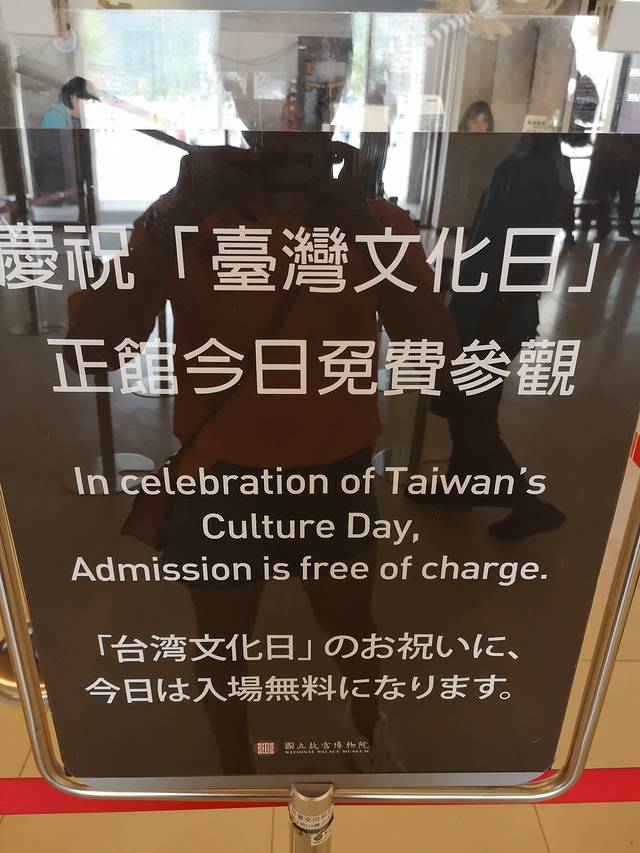 慶祝「臺灣文化日」
正館今日免費參觀
In celebration of Taiwan's
Culture Day,
Admission is free of charge.
「台湾文化日」のお祝いに、
今日は入場無料になります。
國立故宮博物院
NATIONAL PALACE MUSEUM